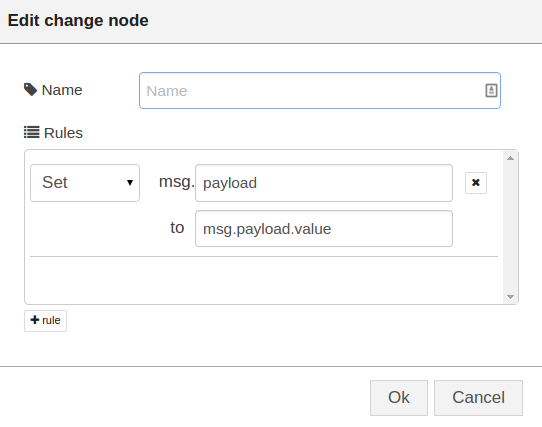 Edit change node
Name
Name
Rules
Set
msg.
payload
to
msg.payload.value
rule
Ok
Cancel